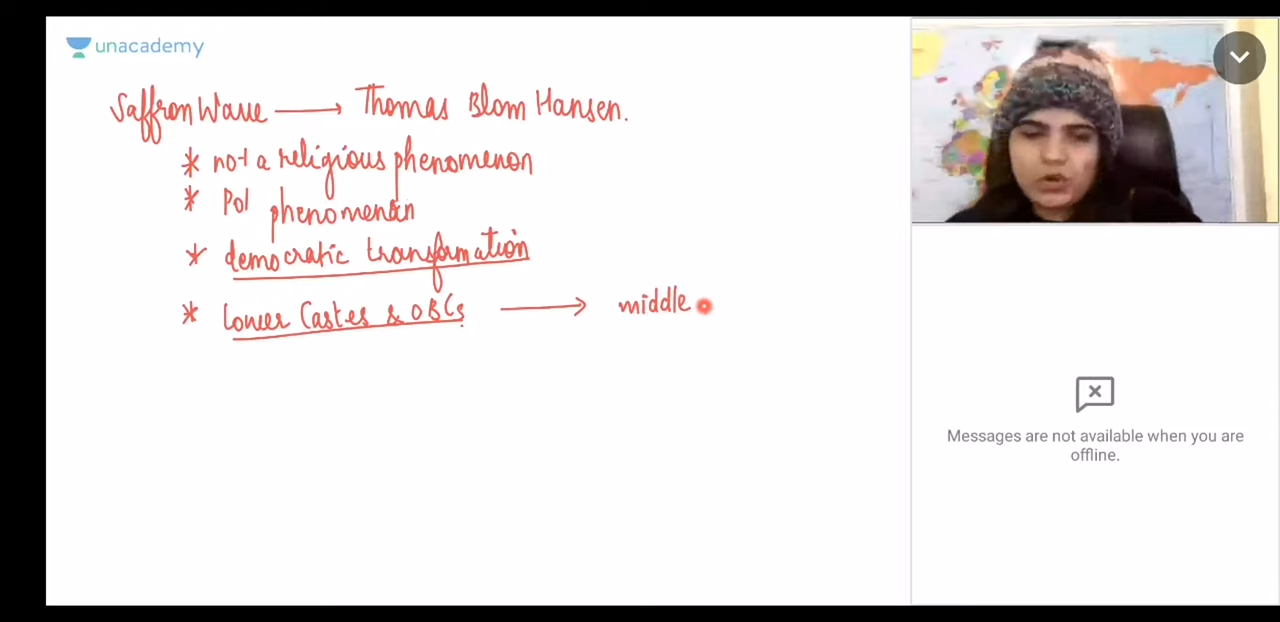 unacademy
Saffron Wave → Thomas Blom Hansen.
* not a religious phenomenon
* Pol phenomenon
* democratic transformation
* Lower Castes & OBCs → middle
Messages are not available when you are
offline.